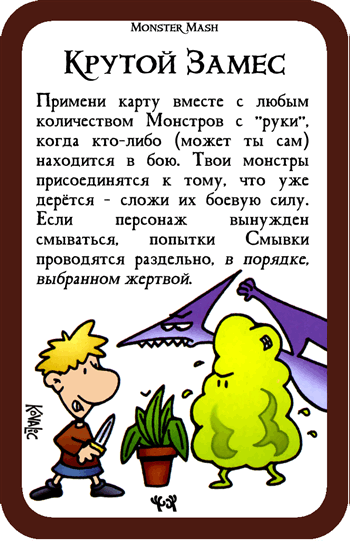 Monster Mash
Крутой Замес
Примени карту вместе с любым
количеством Монстров с "руки",
когда кто-либо (может ты сам)
находится в бою. Твои монстры
присоединятся к тому, что уже
дерётся - сложи их боевую силу.
Если персонаж вынужден
смываться, попытки Смывки
проводятся раздельно, в порядке,
выбранном жертвой.
Kovalic